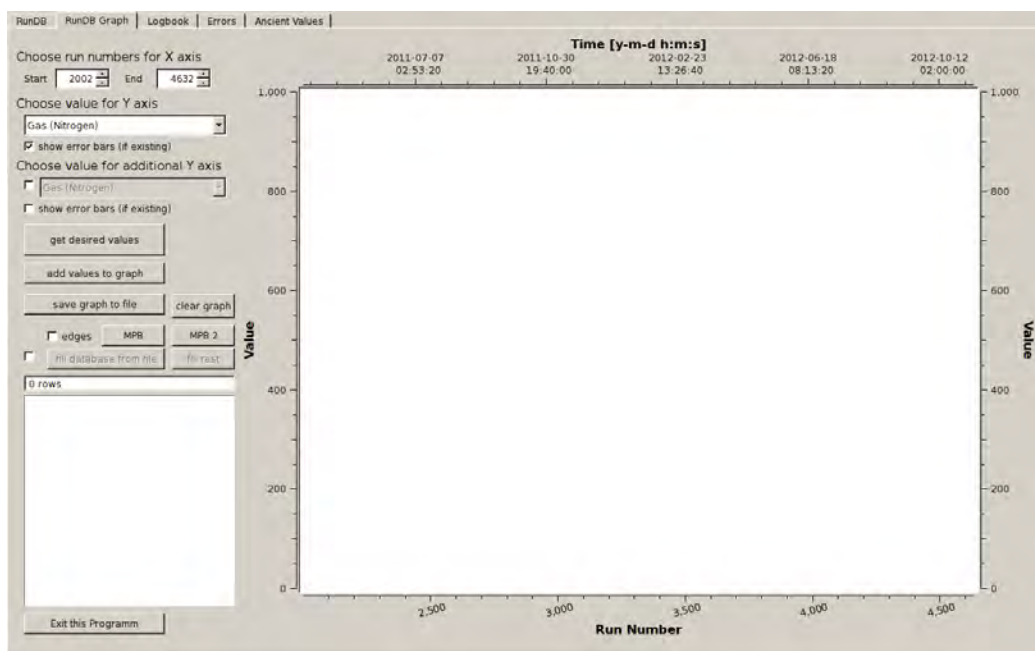 RunDB RunDB Graph Logbook Errors Ancient Values
Choose run numbers for X axis
Start 2002 End 4632
Choose value for Y axis
Gas (Nitrogen)
show error bars (if existing)
Choose value for additional Y axis
Gas (Nitrogen)
show error bars (if existing)
get desired values
add values to graph
save graph to file clear graph
edges MPB MPB 2
fill database from file fill rest
0 rows
Exit this Programm
Time [y-m-d h:m:s]
2011-07-07 2011-10-30 2012-02-23 2012-06-18 2012-10-12
02:53:20 19:40:00 13:26:40 08:13:20 02:00:00
1,000 1,000
800 800
600 600
Value Value
400 400
200 200
0 0
2,500 3,000 3,500 4,000 4,500
Run Number